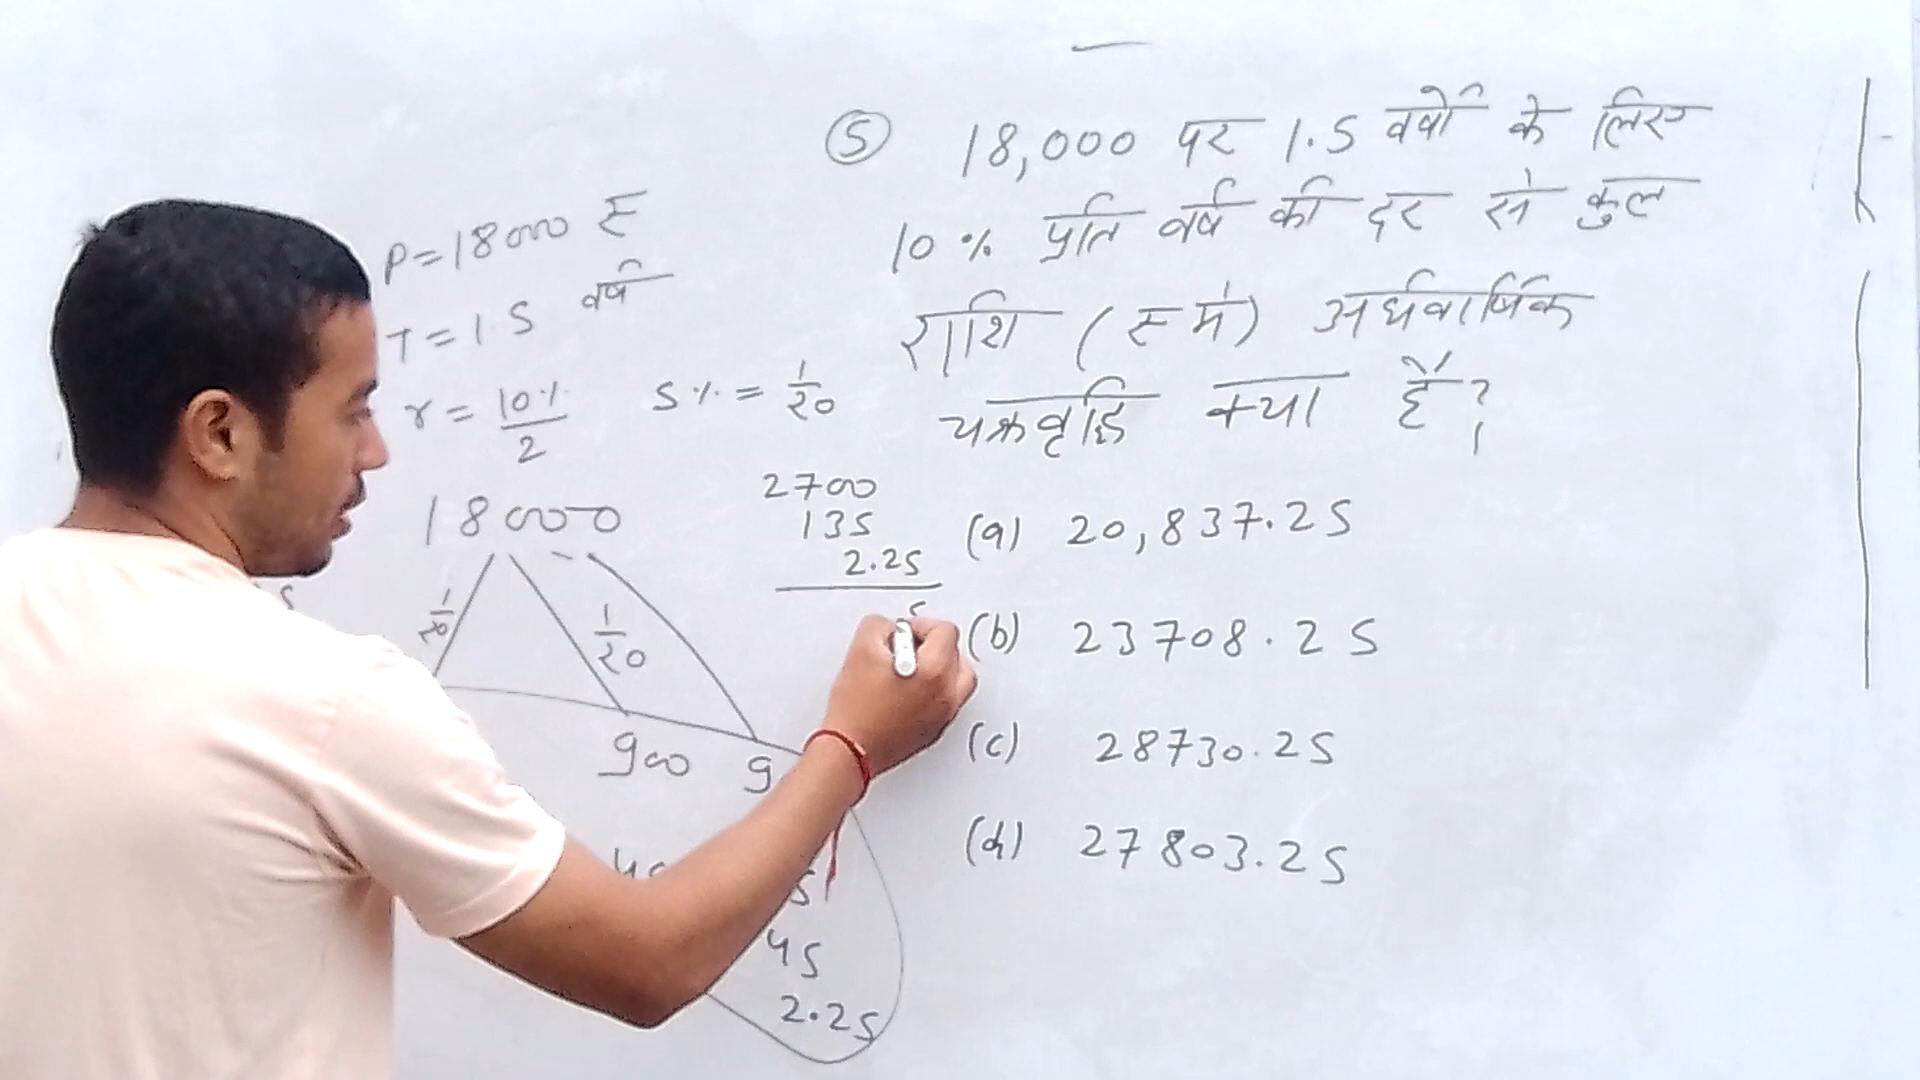 ⑤ 18,000 पर 1.5 वर्षो के लिए
10 % प्रति वर्ष की दर से कुल
राशि ( रू में ) अर्धवार्षिक
चक्रवृद्धि क्या है ?
(a) 20,837.25
(b) 23708.25
(c) 28730.25
(d) 27803.25
P = 18000 रू
T = 1.5 वर्ष
r = 10% / 2 5% = 1/20
18000
1/20 1/20
900 9
2700
135
2.25
5
45
2.25